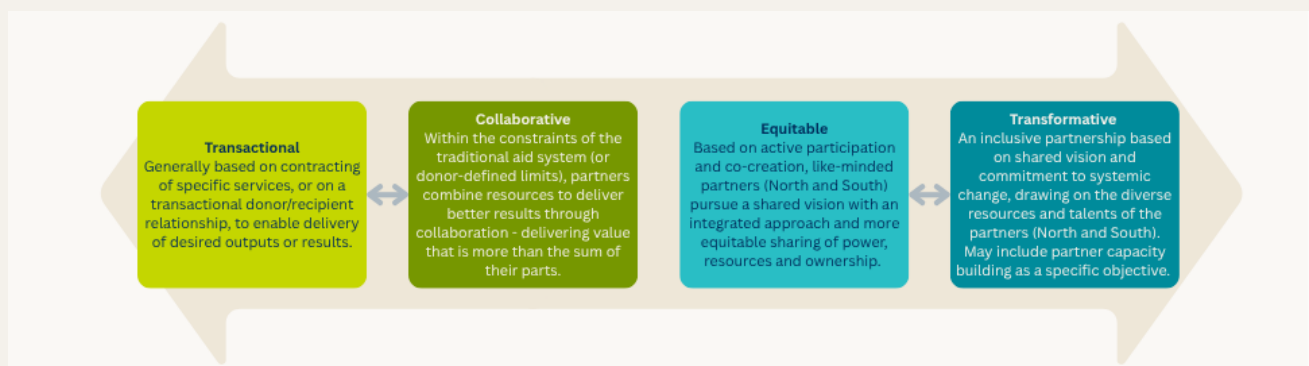 Transactional
Generally based on contracting
of specific services, or on a
transactional donor/recipient
relationship, to enable delivery
of desired outputs or results.
Collaborative
Within the constraints of the
traditional aid system (or
donor-defined limits), partners
combine resources to deliver
better results through
collaboration - delivering value
that is more than the sum of
their parts.
Equitable
Based on active participation
and co-creation, like-minded
partners (North and South)
pursue a shared vision with an
integrated approach and more
equitable sharing of power,
resources and ownership.
Transformative
An inclusive partnership based
on shared vision and
commitment to systemic
change, drawing on the diverse
resources and talents of the
partners (North and South).
May include partner capacity
building as a specific objective.